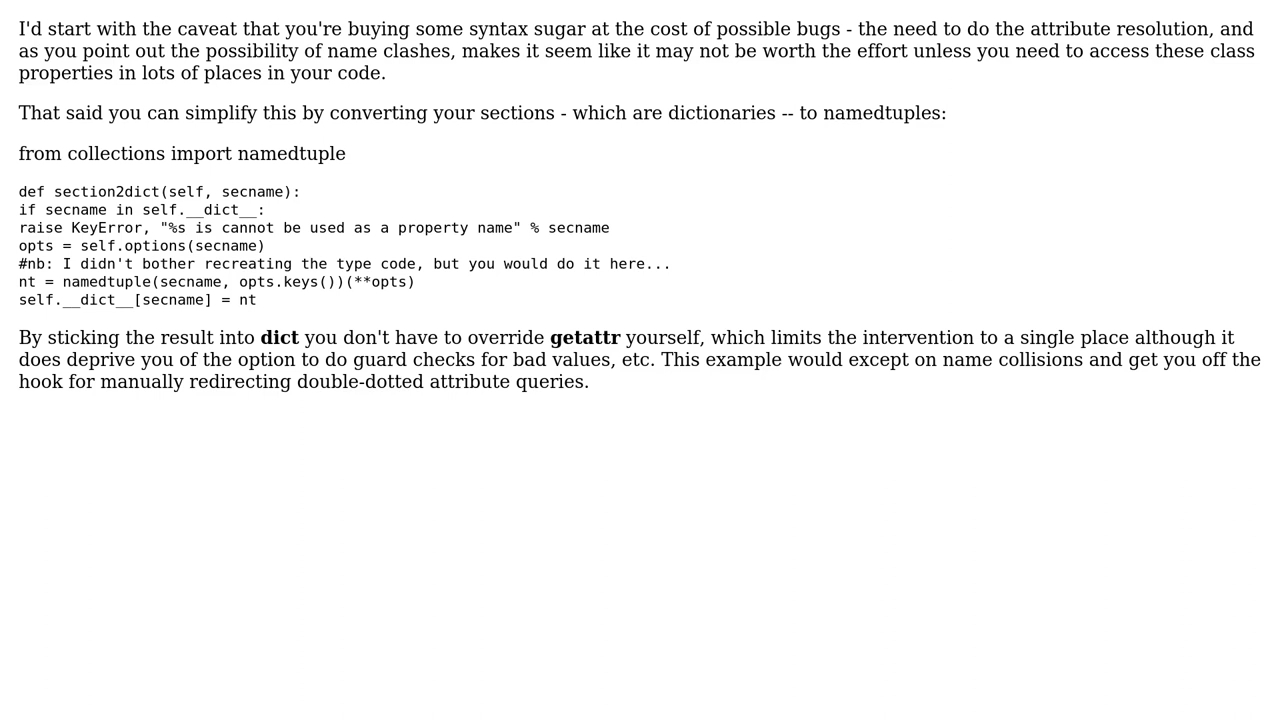 I'd start with the caveat that you're buying some syntax sugar at the cost of possible bugs - the need to do the attribute resolution, and
as you point out the possibility of name clashes, makes it seem like it may not be worth the effort unless you need to access these class
properties in lots of places in your code.
That said you can simplify this by converting your sections - which are dictionaries -- to namedtuples:
from collections import namedtuple
def section2dict(self, secname):
if secname in self.__dict__:
raise KeyError, "%s is cannot be used as a property name" % secname
opts = self.options(secname)
#nb: I didn't bother recreating the type code, but you would do it here...
nt = namedtuple(secname, opts.keys())(**opts)
self.__dict__[secname] = nt
By sticking the result into dict you don't have to override getattr yourself, which limits the intervention to a single place although it
does deprive you of the option to do guard checks for bad values, etc. This example would except on name collisions and get you off the
hook for manually redirecting double-dotted attribute queries.